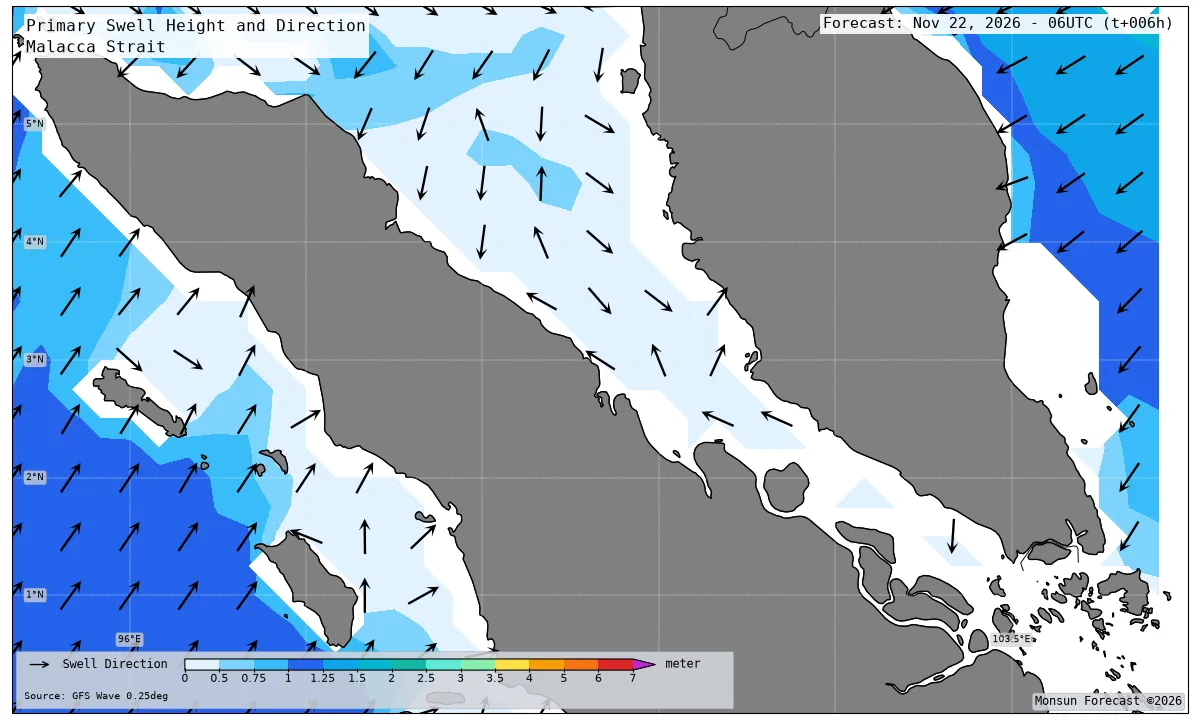 Primary Swell Height and Direction
Malacca Strait
Forecast: Nov 22, 2026 - 06UTC (t+006h)
5°N
4°N
3°N
2°N
1°N
96°E
103.5°E
Swell Direction
0 0.5 0.75 1 1.25 1.5 2 2.5 3 3.5 4 5 6 7
meter
Source: GFS Wave 0.25deg
Monsun Forecast ©2026